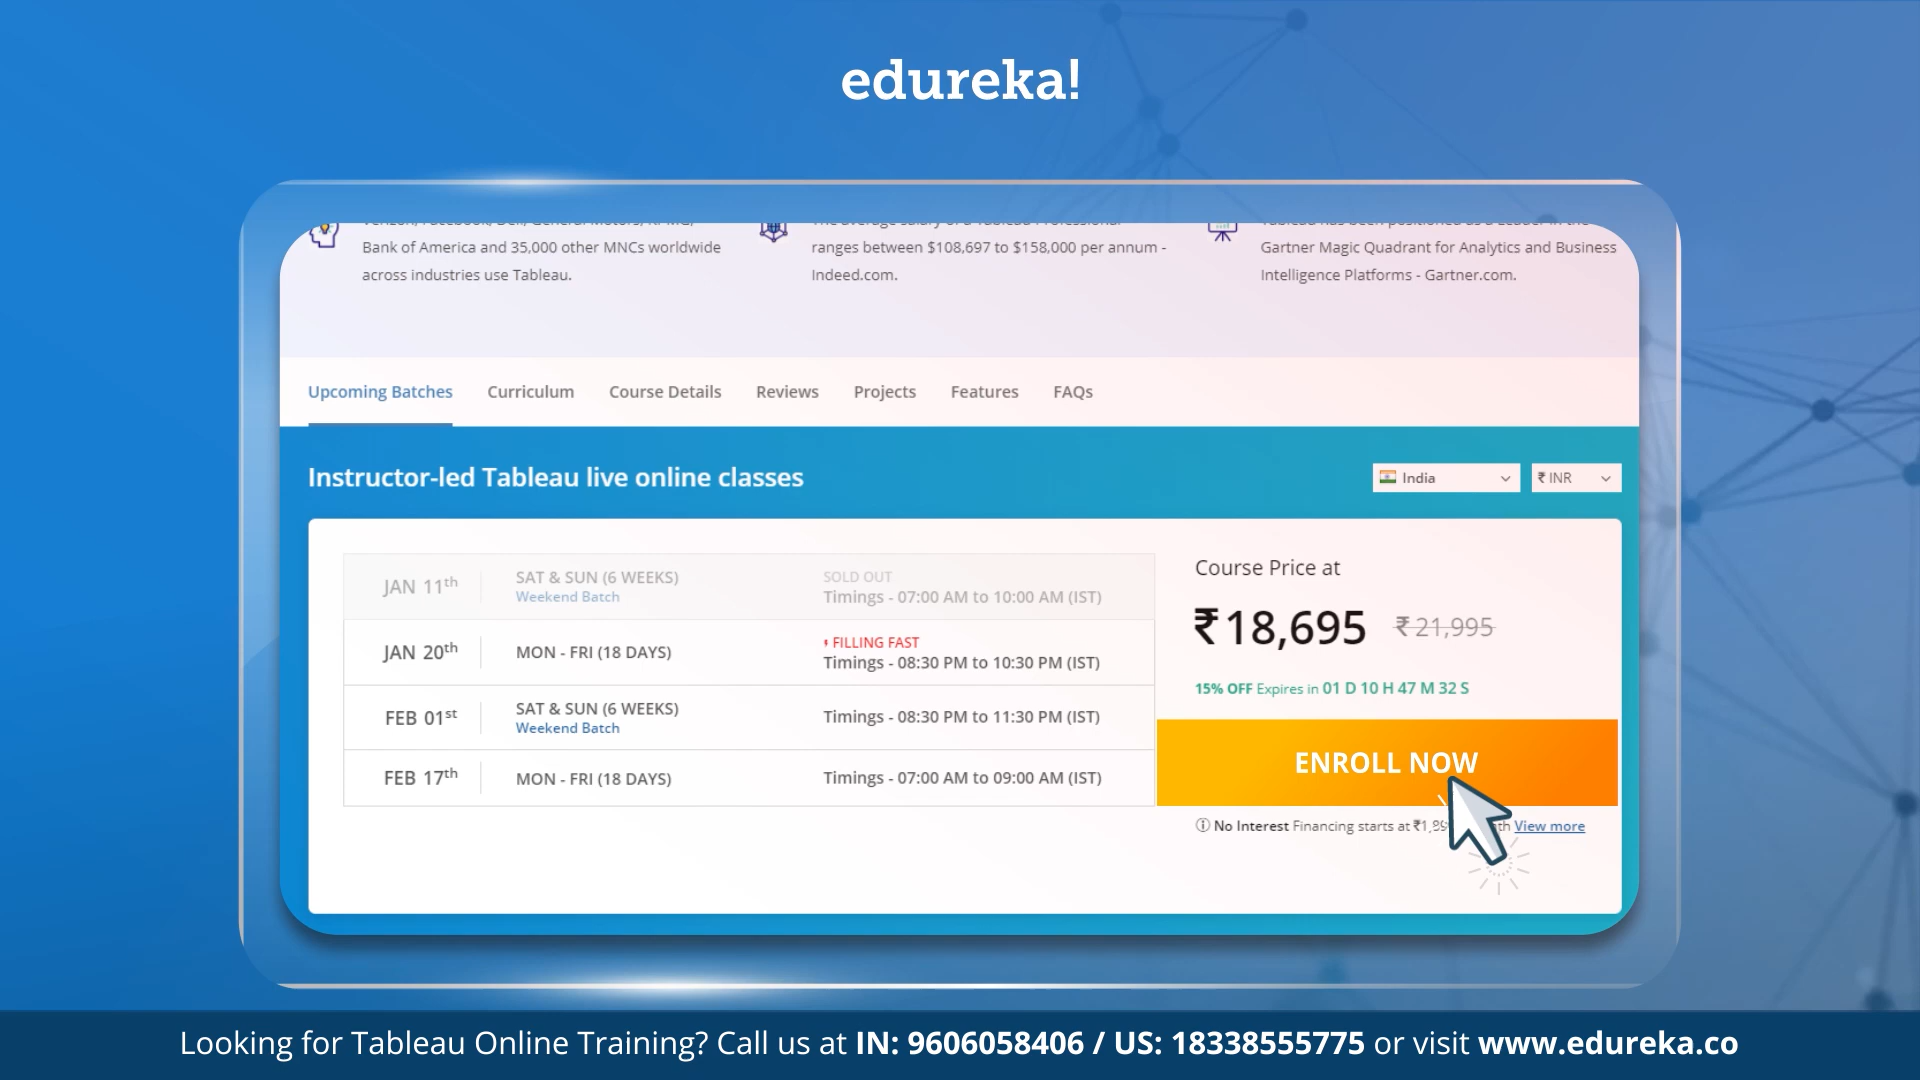 edureka!
Bank of America and 35,000 other MNCs worldwide
across industries use Tableau.
ranges between $108,697 to $158,000 per annum -
Indeed.com.
Gartner Magic Quadrant for Analytics and Business
Intelligence Platforms - Gartner.com.
Upcoming Batches Curriculum Course Details Reviews Projects Features FAQs
Instructor-led Tableau live online classes
India
₹ INR
JAN 11th
SAT & SUN (6 WEEKS)
Weekend Batch
SOLD OUT
Timings - 07:00 AM to 10:00 AM (IST)
JAN 20th
MON - FRI (18 DAYS)
FILLING FAST
Timings - 08:30 PM to 10:30 PM (IST)
FEB 01st
SAT & SUN (6 WEEKS)
Weekend Batch
Timings - 08:30 PM to 11:30 PM (IST)
FEB 17th
MON - FRI (18 DAYS)
Timings - 07:00 AM to 09:00 AM (IST)
Course Price at
₹18,695 ₹21,995
15% OFF Expires in 01 D 10 H 47 M 32 S
ENROLL NOW
No Interest Financing starts at View more
Looking for Tableau Online Training? Call us at IN: 9606058406 / US: 18338555775 or visit www.edureka.co